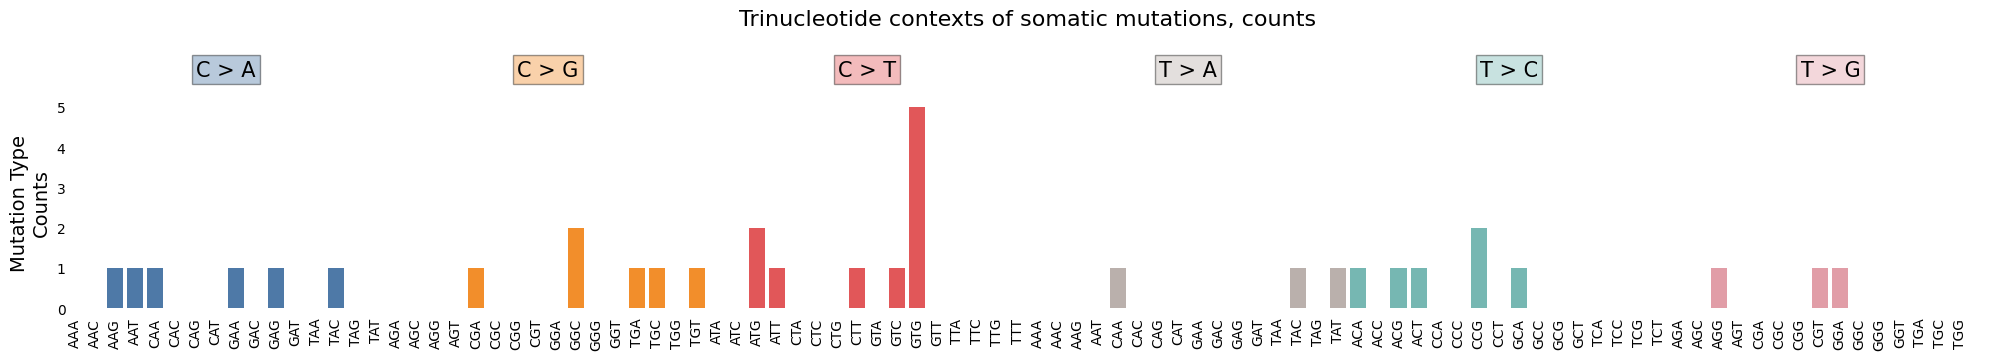 Trinucleotide contexts of somatic mutations, counts
C > A C > G C > T T > A T > C T > G
Mutation Type
Counts
5
4
3
2
1
0
AAA AAC AAG AAT CAA CAC CAG CAT GAA GAC GAG GAT TAA TAC TAG TAT AGA AGC AGG AGT CGA CGC CGG CGT GGA GGC GGG GGT TGA TGC TGG TGT ATA ATC ATG ATT CTA CTC CTG CTT GTA GTC GTG GTT TTA TTC TTG TTT AAA AAC AAG AAT CAA CAC CAG CAT GAA GAC GAG GAT TAA TAC TAG TAT ACA ACC ACG ACT CCA CCC CCG CCT GCA GCC GCG GCT TCA TCC TCG TCT AGA AGC AGG AGT CGA CGC CGG CGT GGA GGC GGG GGT TGA TGC TGG